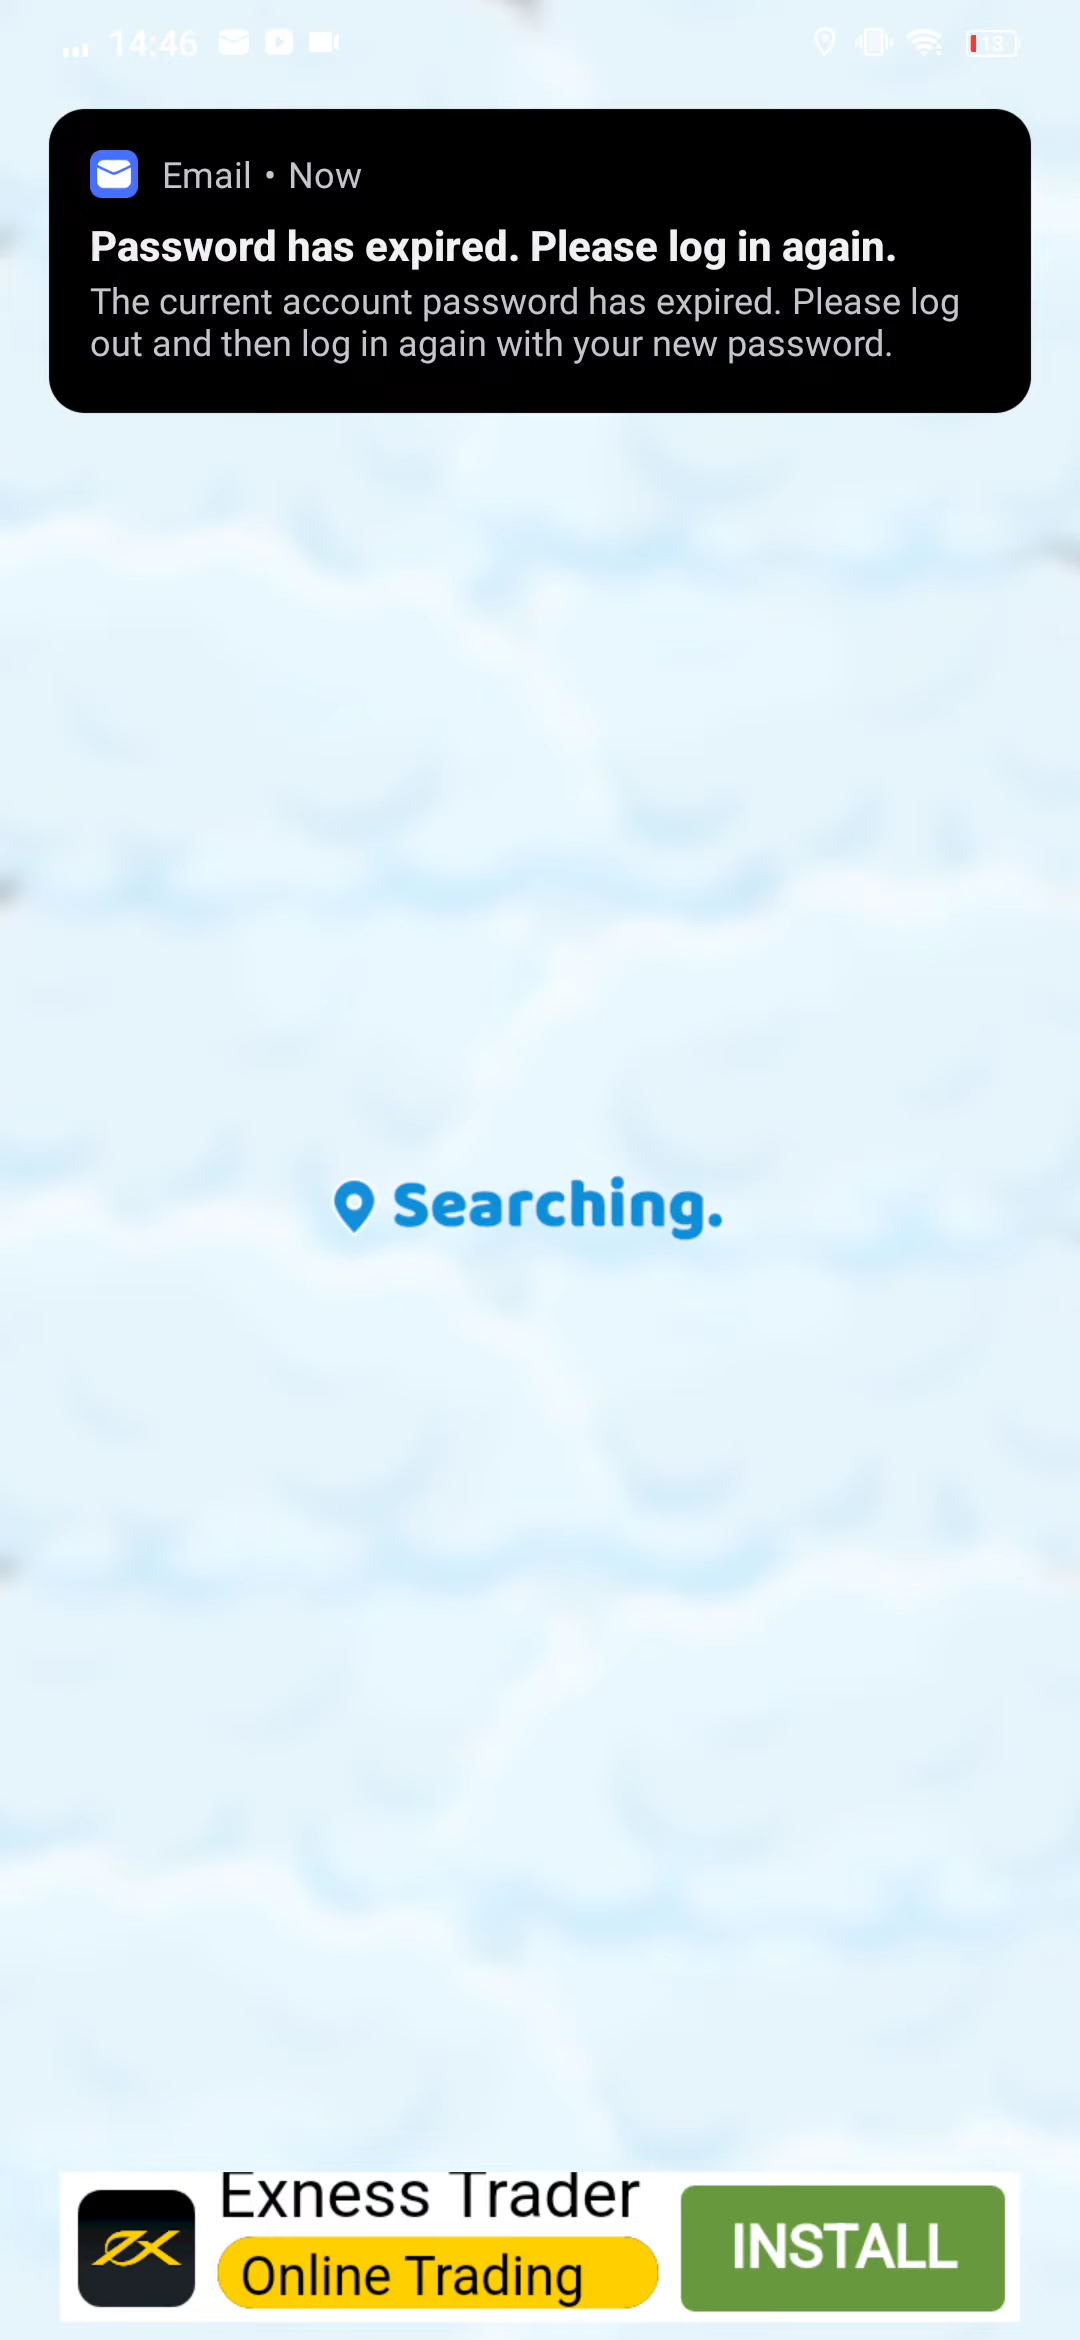 14:46
13
Email • Now
Password has expired. Please log in again.
The current account password has expired. Please log
out and then log in again with your new password.
Searching.
Exness Trader
Online Trading
INSTALL